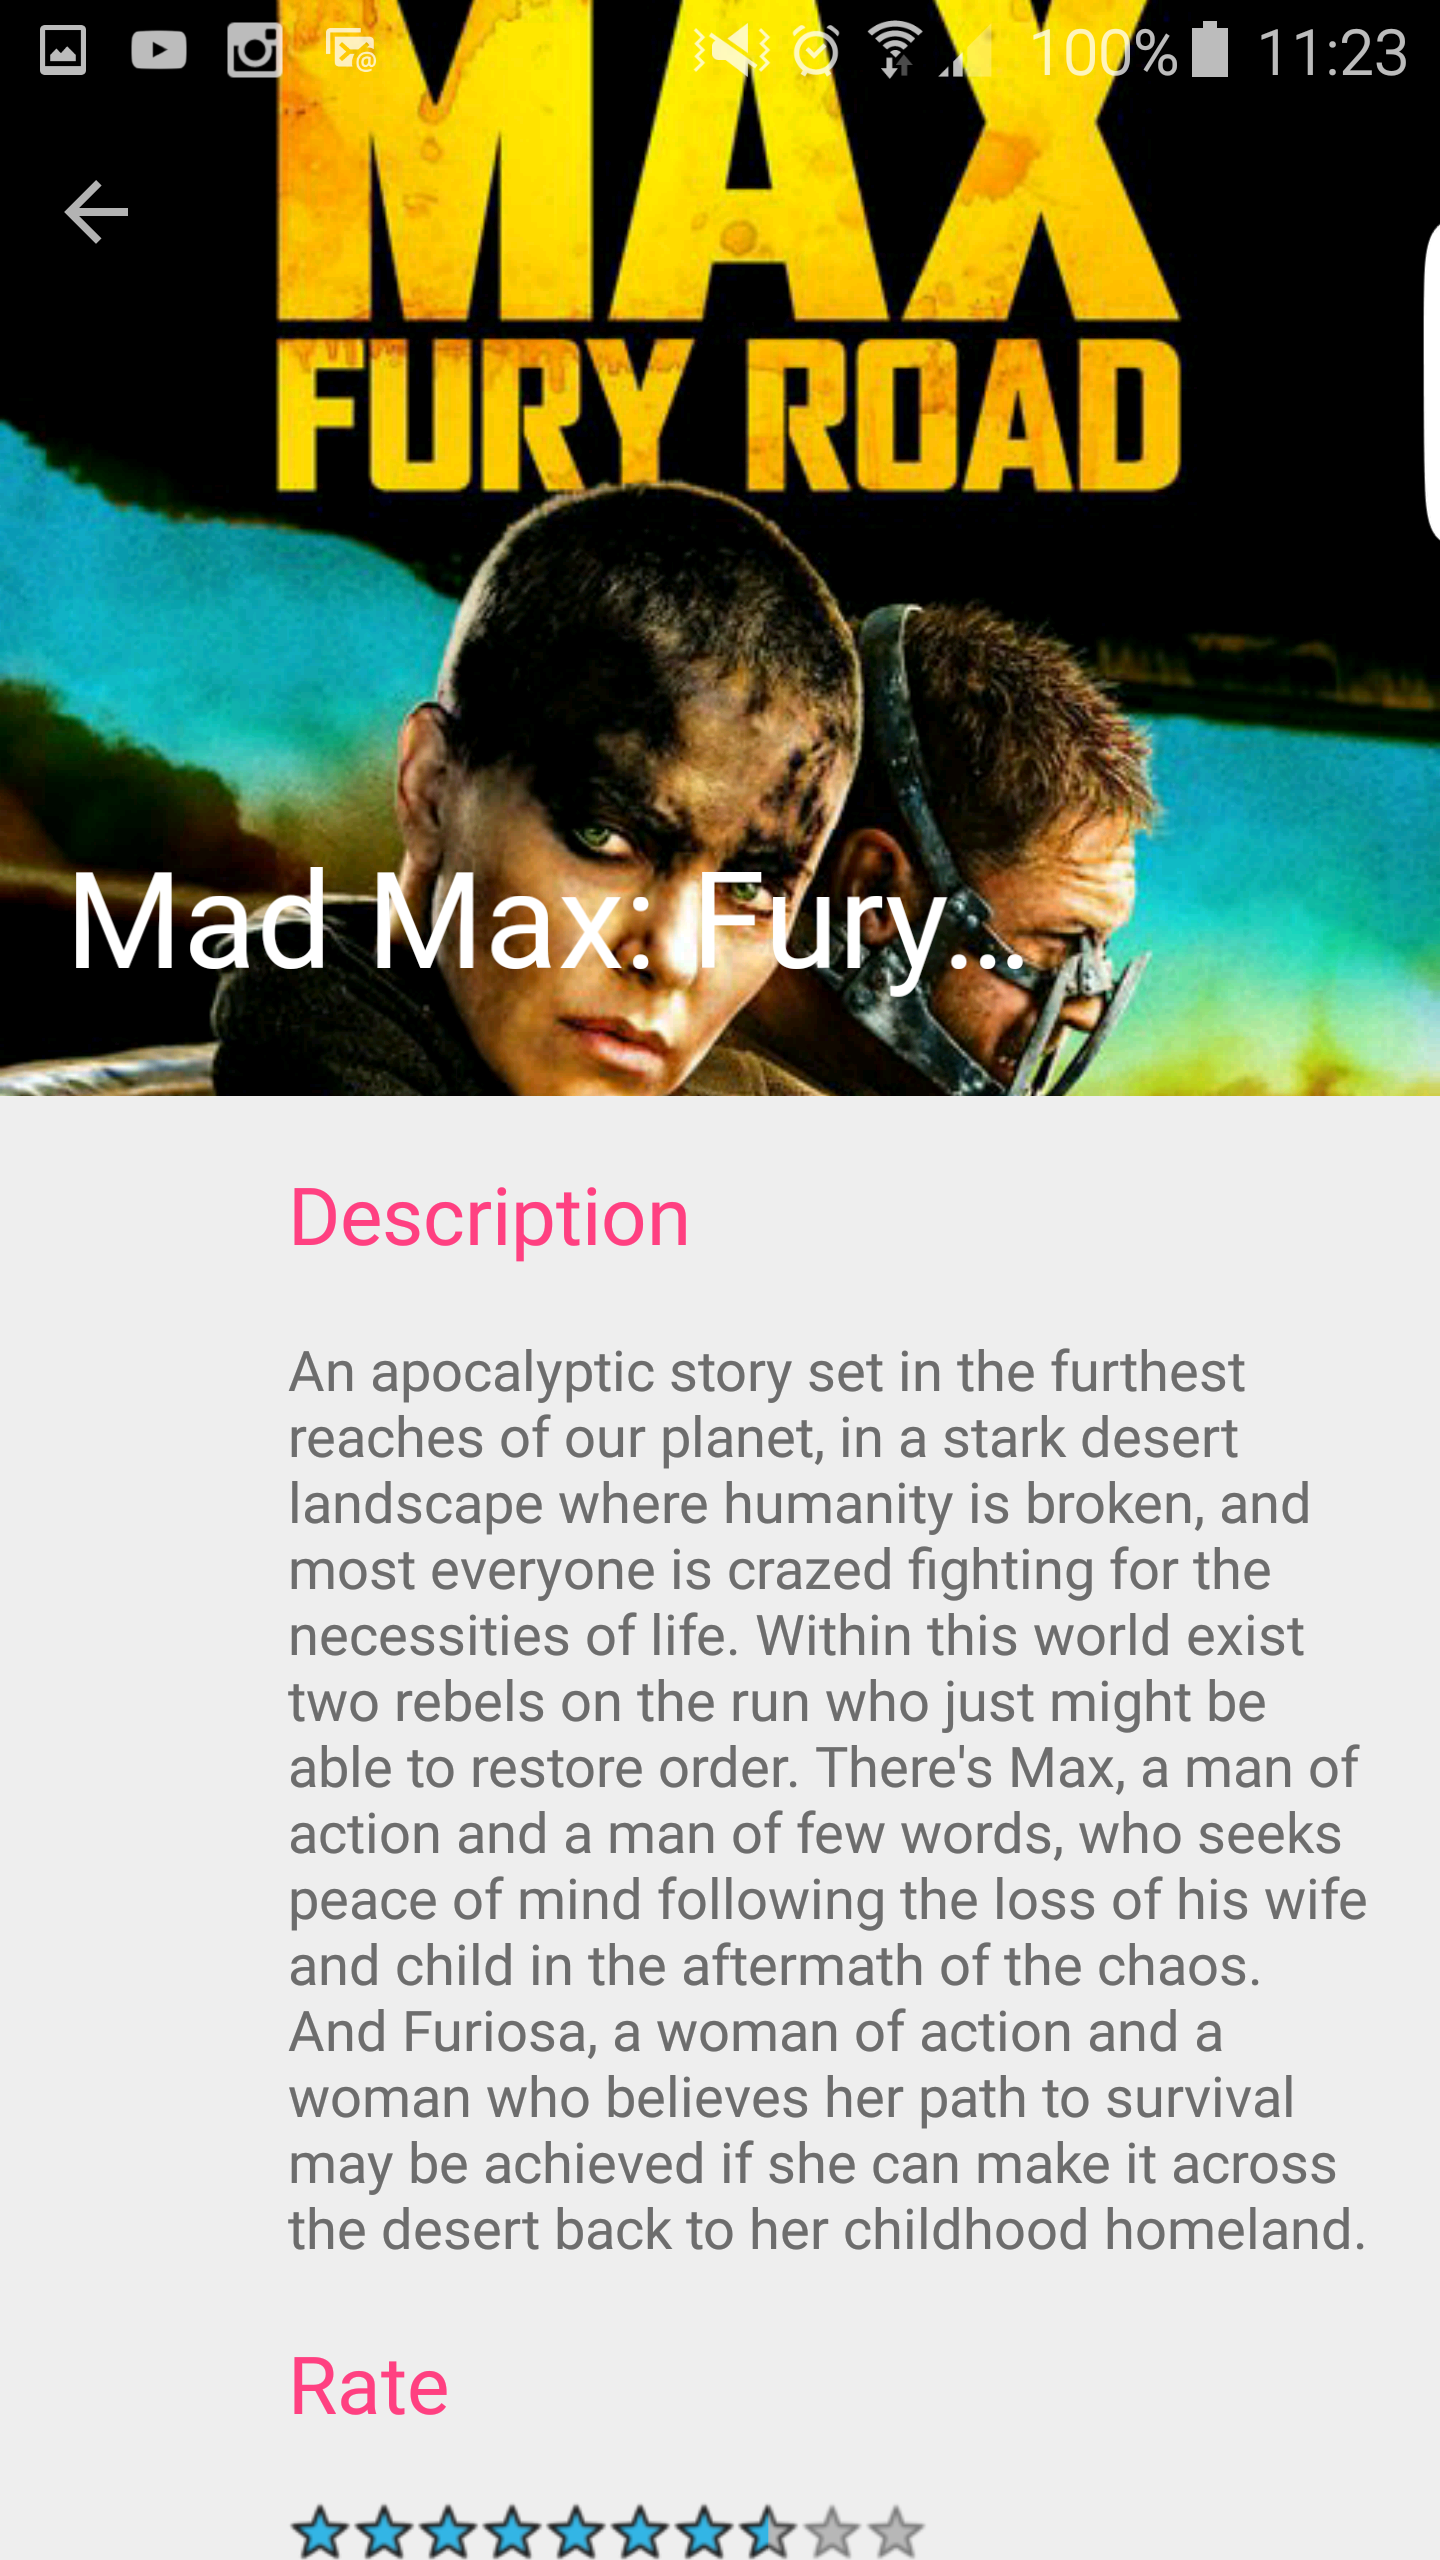 100% 11:23
MAX
FURY ROAD
Mad Max: Fury...
Description
An apocalyptic story set in the furthest
reaches of our planet, in a stark desert
landscape where humanity is broken, and
most everyone is crazed fighting for the
necessities of life. Within this world exist
two rebels on the run who just might be
able to restore order. There's Max, a man of
action and a man of few words, who seeks
peace of mind following the loss of his wife
and child in the aftermath of the chaos.
And Furiosa, a woman of action and a
woman who believes her path to survival
may be achieved if she can make it across
the desert back to her childhood homeland.
Rate